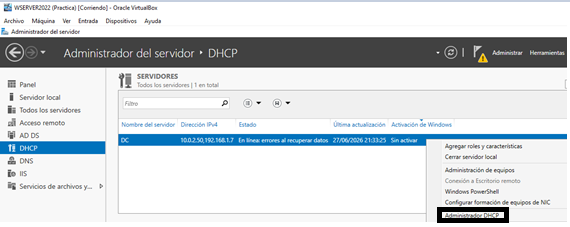 WSERVER2022 (Practica) [Corriendo] - Oracle VirtualBox
Archivo Máquina Ver Entrada Dispositivos Ayuda
Administrador del servidor
Administrador del servidor DHCP
Administrar Herramientas
Panel
Servidor local
Todos los servidores
Acceso remoto
AD DS
DHCP
DNS
IIS
Servicios de archivos y...
SERVIDORES
Todos los servidores | 1 en total
Filtro
Nombre del servidor Dirección IPv4 Estado Última actualización Activación de Windows
DC 10.0.2.50,192.168.1.7 En línea: errores al recuperar datos 27/06/2026 21:33:25 Sin activar
Agregar roles y características
Cerrar servidor local
Administración de equipos
Conexión a Escritorio remoto
Windows PowerShell
Configurar formación de equipos de NIC
Administrador DHCP